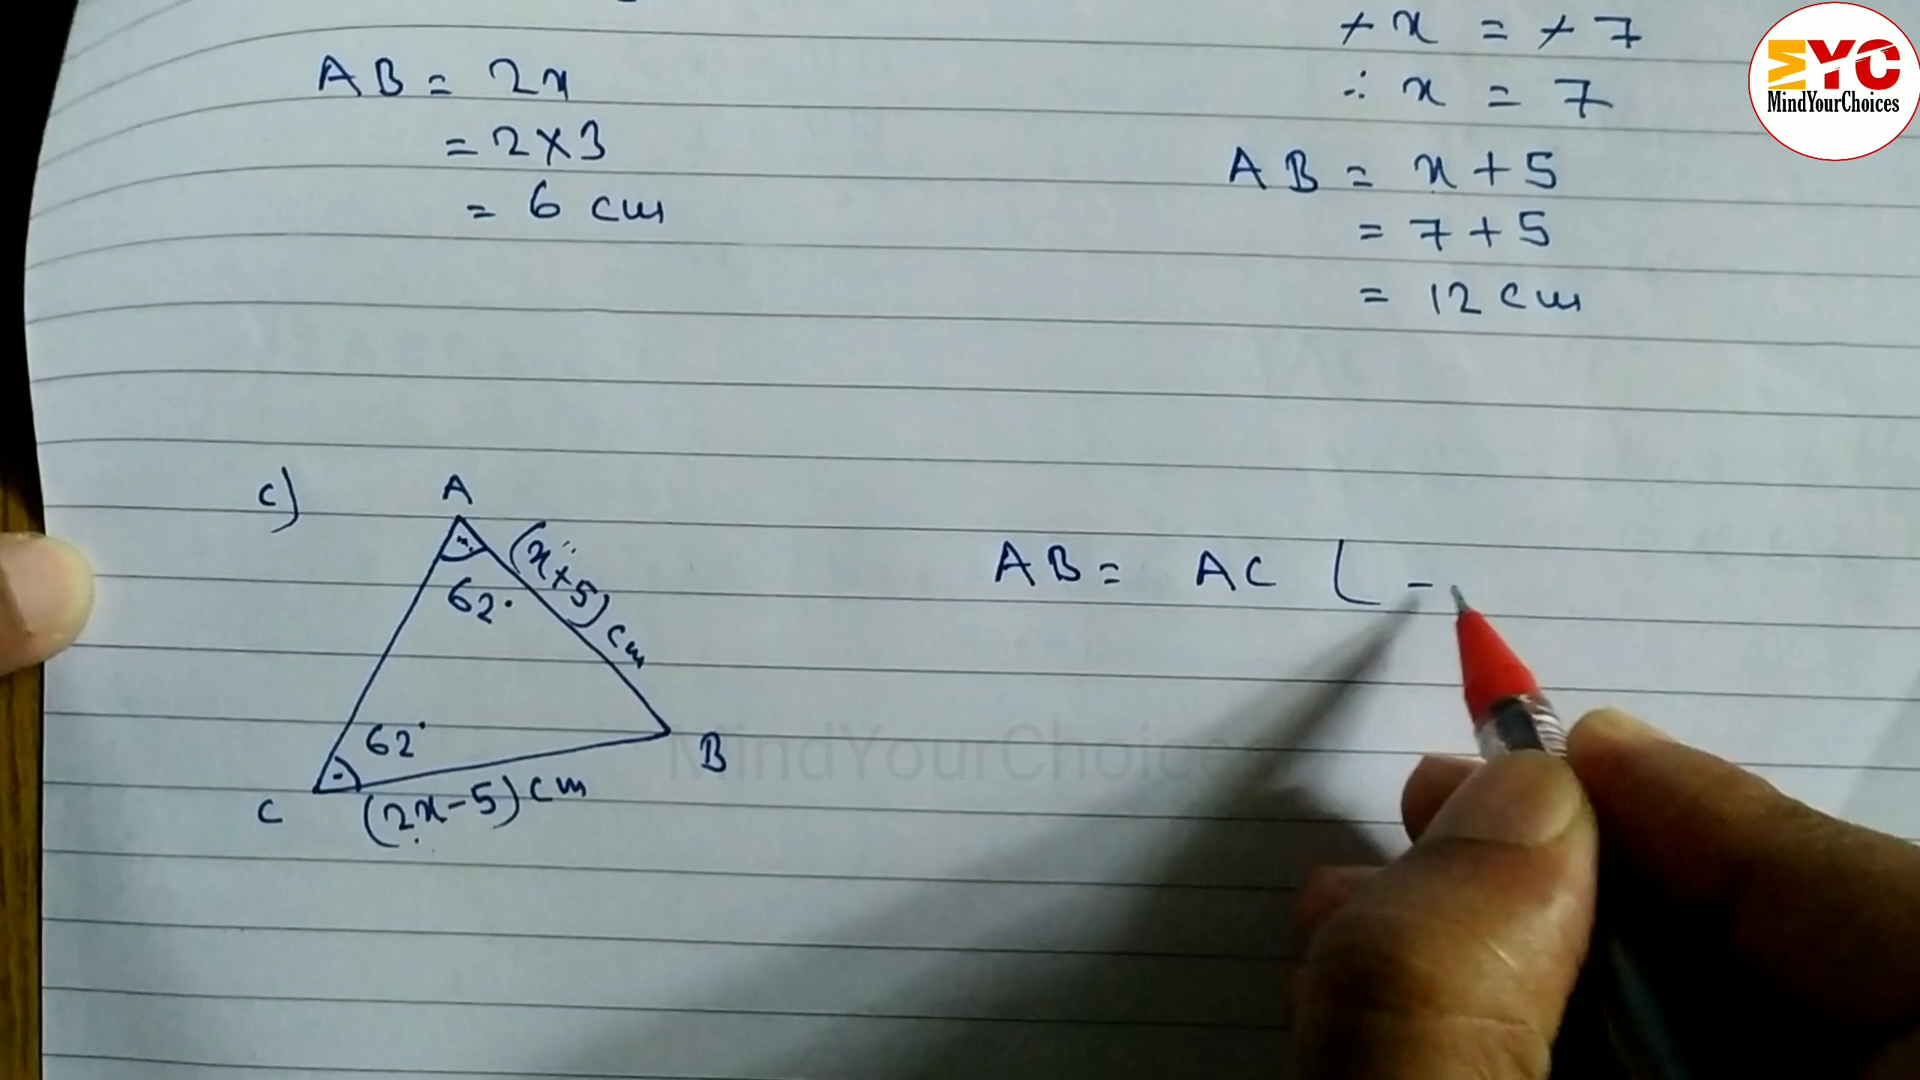 AB = 2x
= 2×3
= 6 cm
+x = +7
∴ x = 7
AB = x+5
= 7+5
= 12 cm
MYC
MindYourChoices
c)
A
(x+5) cm
62°
62°
B
C
(2x-5) cm
AB = AC ( -
MindYourChoices